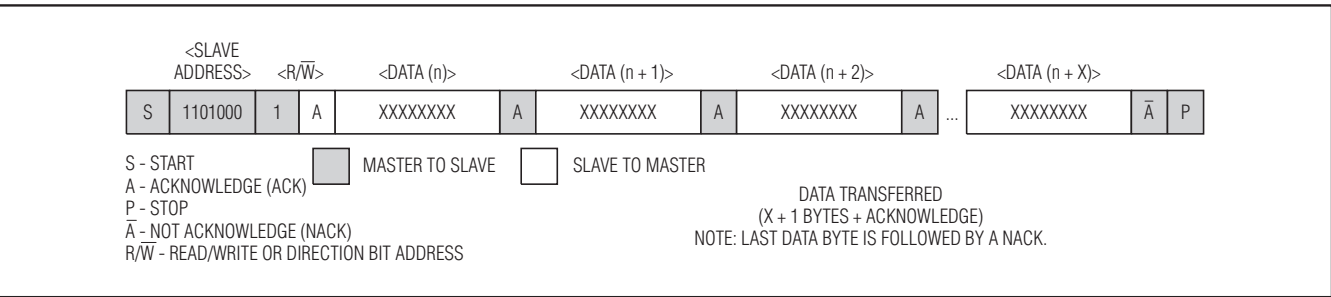 <SLAVE
ADDRESS> <R/W̅> <DATA (n)> <DATA (n + 1)> <DATA (n + 2)> <DATA (n + X)>
S 1101000 1 A XXXXXXXX A XXXXXXXX A XXXXXXXX A ... XXXXXXXX A̅ P
S - START
A - ACKNOWLEDGE (ACK)
P - STOP
A̅ - NOT ACKNOWLEDGE (NACK)
R/W̅ - READ/WRITE OR DIRECTION BIT ADDRESS
MASTER TO SLAVE SLAVE TO MASTER
DATA TRANSFERRED
(X + 1 BYTES + ACKNOWLEDGE)
NOTE: LAST DATA BYTE IS FOLLOWED BY A NACK.